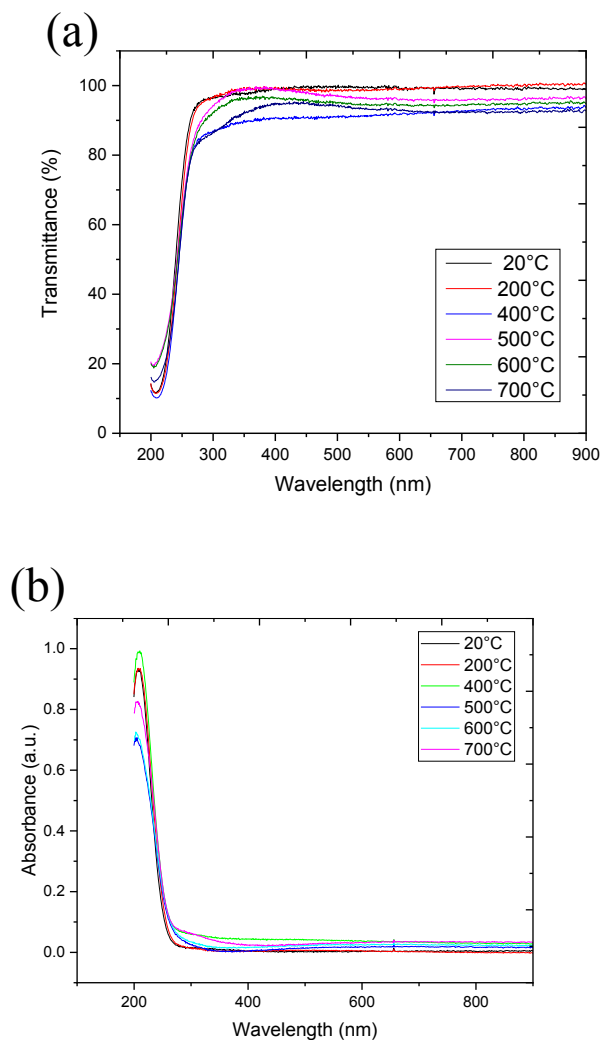 (a)
100
80
60
40
20
0
Transmittance (%)
20°C
200°C
400°C
500°C
600°C
700°C
200 300 400 500 600 700 800 900
Wavelength (nm)
(b)
1.0
0.8
0.6
0.4
0.2
0.0
Absorbance (a.u.)
20°C
200°C
400°C
500°C
600°C
700°C
200 400 600 800
Wavelength (nm)